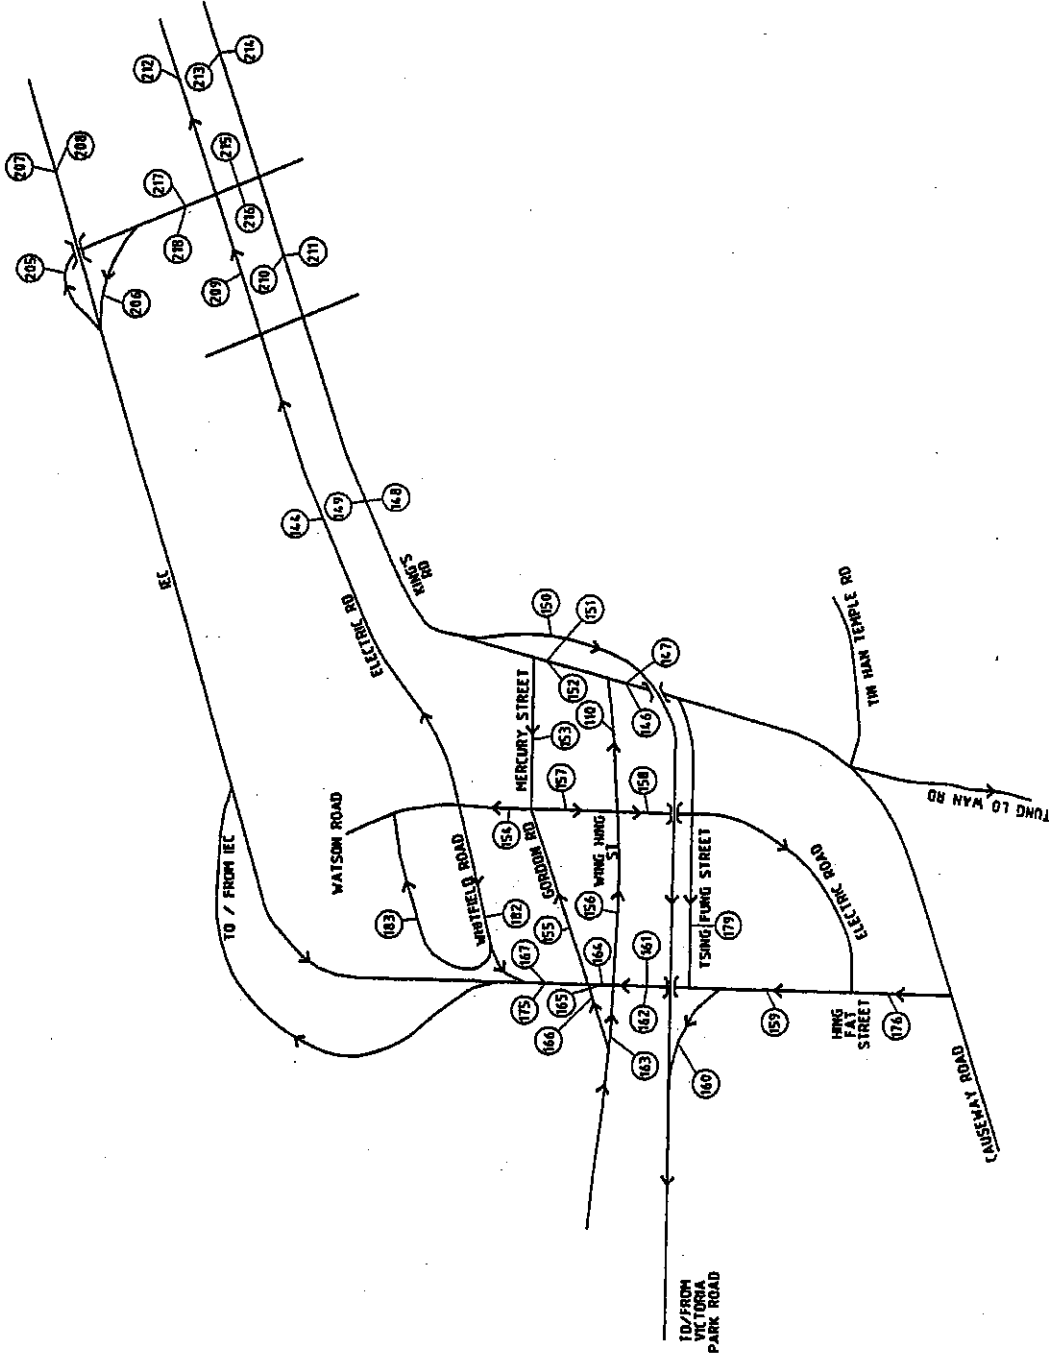 207
208
212
213
214
205
206
217
218
215
216
209
210
211
IEC
144
149
148
ELECTRIC RD
KING'S
RD
150
151
152
147
146
110
MERCURY STREET
153
157
158
154
WATSON ROAD
TO / FROM IEC
WHITFIELD ROAD
183
182
GORDON RD
WING HING
ST
155
156
TSING FUNG STREET
179
ELECTRIC ROAD
TIN HAN TEMPLE RD
TUNG LO WAN RD
167
175
164
165
166
161
162
163
160
159
HING
FAT
STREET
176
CAUSEWAY ROAD
TO/FROM
VICTORIA
PARK ROAD